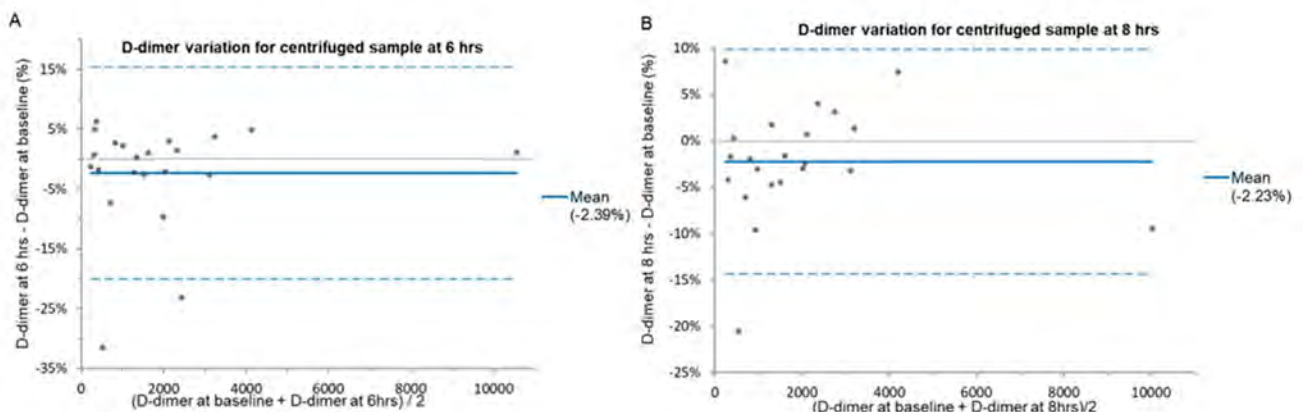 A
D-dimer variation for centrifuged sample at 6 hrs
D-dimer at 6 hrs - D-dimer at baseline (%)
15%
5%
-5%
-15%
-25%
-35%
0 2000 4000 6000 8000 10000
(D-dimer at baseline + D-dimer at 6hrs) / 2
Mean
(-2.39%)
B
D-dimer variation for centrifuged sample at 8 hrs
D-dimer at 8 hrs - D-dimer at baseline (%)
10%
5%
0%
-5%
-10%
-15%
-20%
-25%
0 2000 4000 6000 8000 10000
(D-dimer at baseline + D-dimer at 8hrs)/2
Mean
(-2.23%)